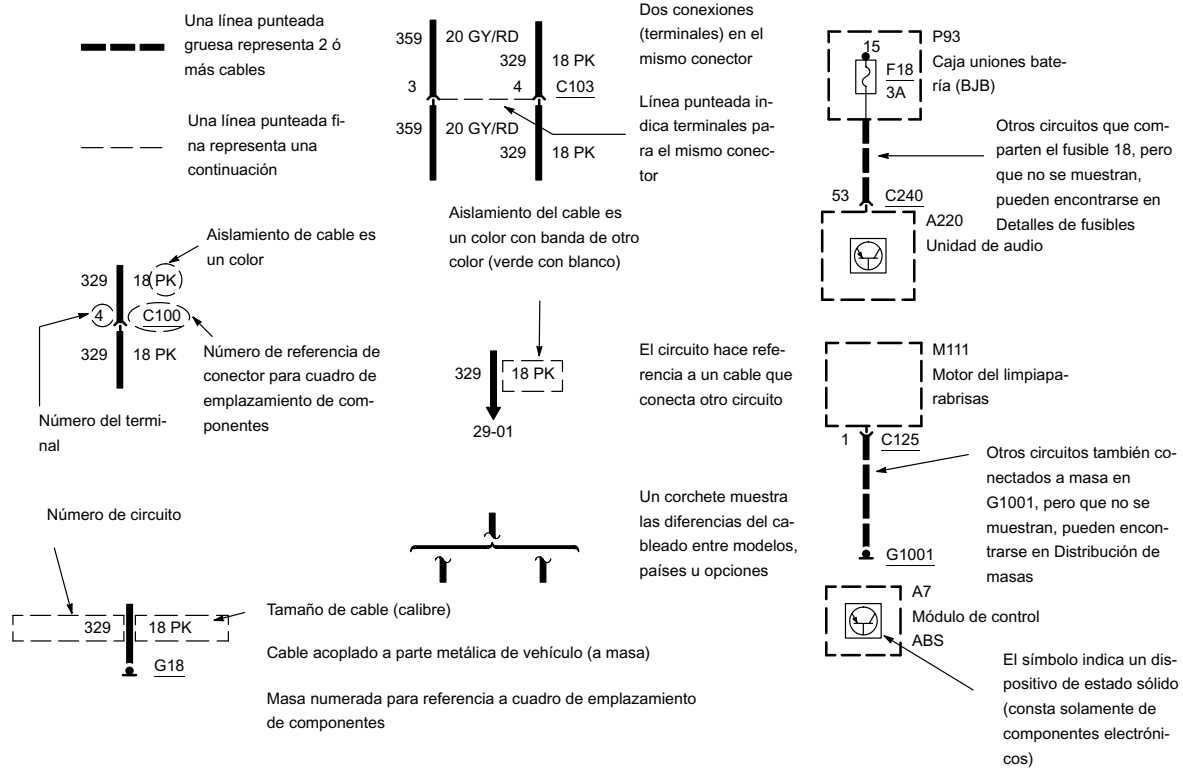 Una línea punteada
gruesa representa 2 ó
más cables
Una línea punteada fi-
na representa una
continuación
359
20 GY/RD
329
18 PK
3
4
C103
359
20 GY/RD
329
18 PK
Dos conexiones
(terminales) en el
mismo conector
Línea punteada in-
dica terminales pa-
ra el mismo conec-
tor
P93
Caja uniones bate-
ría (BJB)
15
F18
3A
Otros circuitos que com-
parten el fusible 18, pero
que no se muestran,
pueden encontrarse en
Detalles de fusibles
53
C240
A220
Unidad de audio
Aislamiento de cable es
un color
329
18 PK
4
C100
329
18 PK
Número de referencia de
conector para cuadro de
emplazamiento de com-
ponentes
Número del termi-
nal
Aislamiento del cable es
un color con banda de otro
color (verde con blanco)
329
18 PK
29-01
El circuito hace refe-
rencia a un cable que
conecta otro circuito
M111
Motor del limpiapa-
rabrisas
1
C125
Otros circuitos también co-
nectados a masa en
G1001, pero que no se
muestran, pueden encon-
trarse en Distribución de
masas
G1001
Número de circuito
329
18 PK
G18
Tamaño de cable (calibre)
Cable acoplado a parte metálica de vehículo (a masa)
Masa numerada para referencia a cuadro de emplazamiento
de componentes
Un corchete muestra
las diferencias del ca-
bleado entre modelos,
países u opciones
A7
Módulo de control
ABS
El símbolo indica un dis-
positivo de estado sólido
(consta solamente de
componentes electróni-
cos)